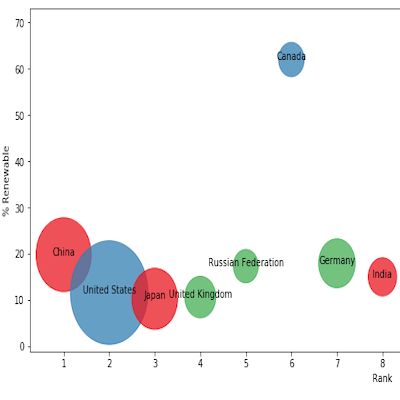 70
60
50
40
30
20
10
0
% Renewable
Canada
China
Russian Federation
Germany
India
United States
Japan
United Kingdom
1 2 3 4 5 6 7 8
Rank